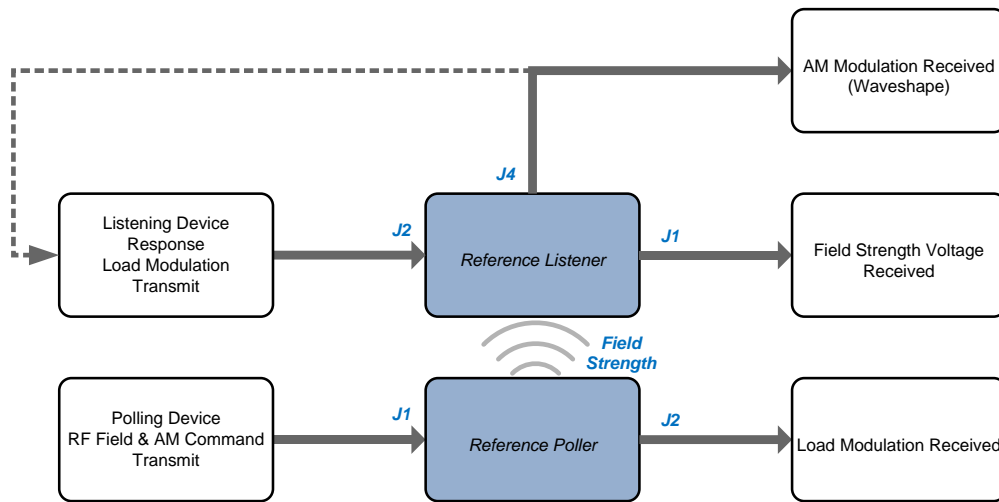 AM Modulation Received
(Waveshape)
J4
Listening Device
Response
Load Modulation
Transmit
J2
Reference Listener
J1
Field Strength Voltage
Received
Field
Strength
Polling Device
RF Field & AM Command
Transmit
J1
Reference Poller
J2
Load Modulation Received